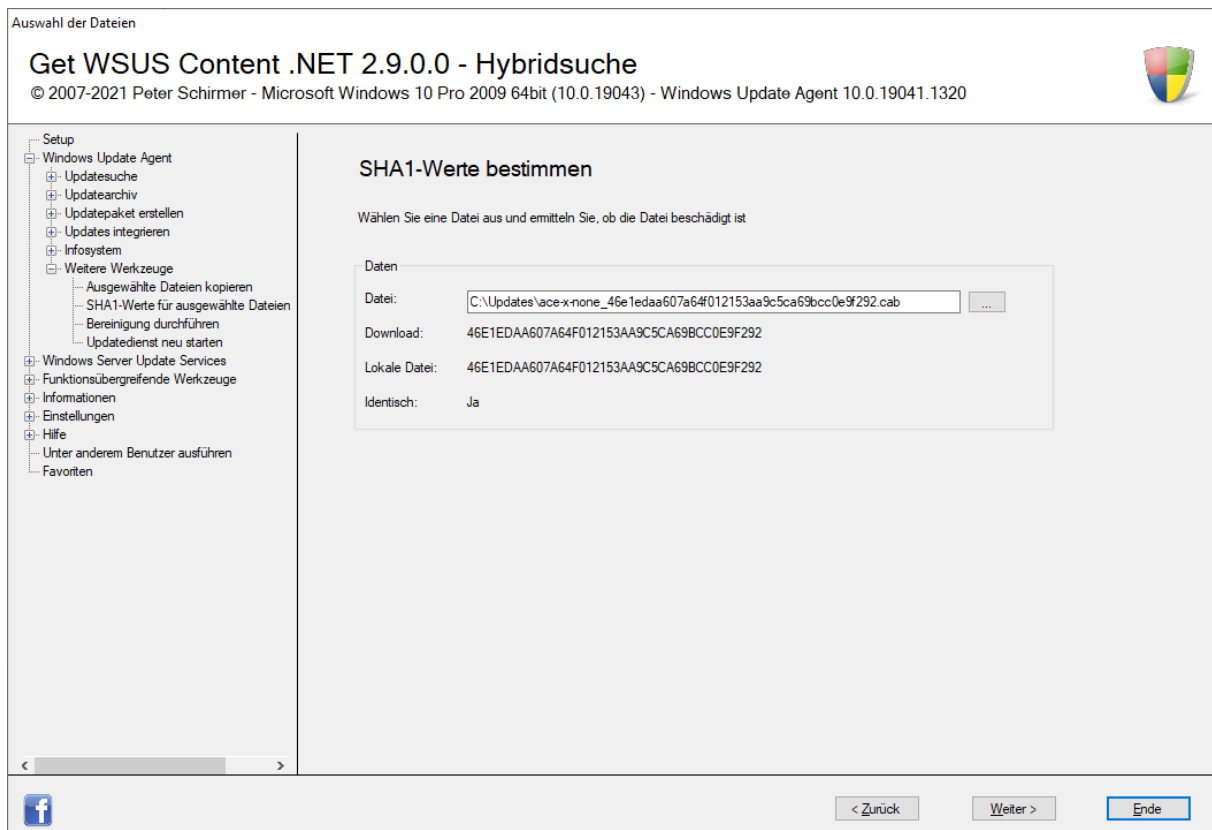 Auswahl der Dateien
Get WSUS Content .NET 2.9.0.0 - Hybridsuche
© 2007-2021 Peter Schirmer - Microsoft Windows 10 Pro 2009 64bit (10.0.19043) - Windows Update Agent 10.0.19041.1320
Setup
Windows Update Agent
Updatesuche
Updatearchiv
Updatepaket erstellen
Updates integrieren
Infosystem
Weitere Werkzeuge
Ausgewählte Dateien kopieren
SHA1-Werte für ausgewählte Dateien
Bereinigung durchführen
Updatedienst neu starten
Windows Server Update Services
Funktionsübergreifende Werkzeuge
Informationen
Einstellungen
Hilfe
Unter anderem Benutzer ausführen
Favoriten
SHA1-Werte bestimmen
Wählen Sie eine Datei aus und ermitteln Sie, ob die Datei beschädigt ist
Daten
Datei: C:\Updates\ace-x-none_46e1edaa607a64f012153aa9c5ca69bcc0e9f292.cab ...
Download: 46E1EDAA607A64F012153AA9C5CA69BCC0E9F292
Lokale Datei: 46E1EDAA607A64F012153AA9C5CA69BCC0E9F292
Identisch: Ja
f < Zurück Weiter > Ende